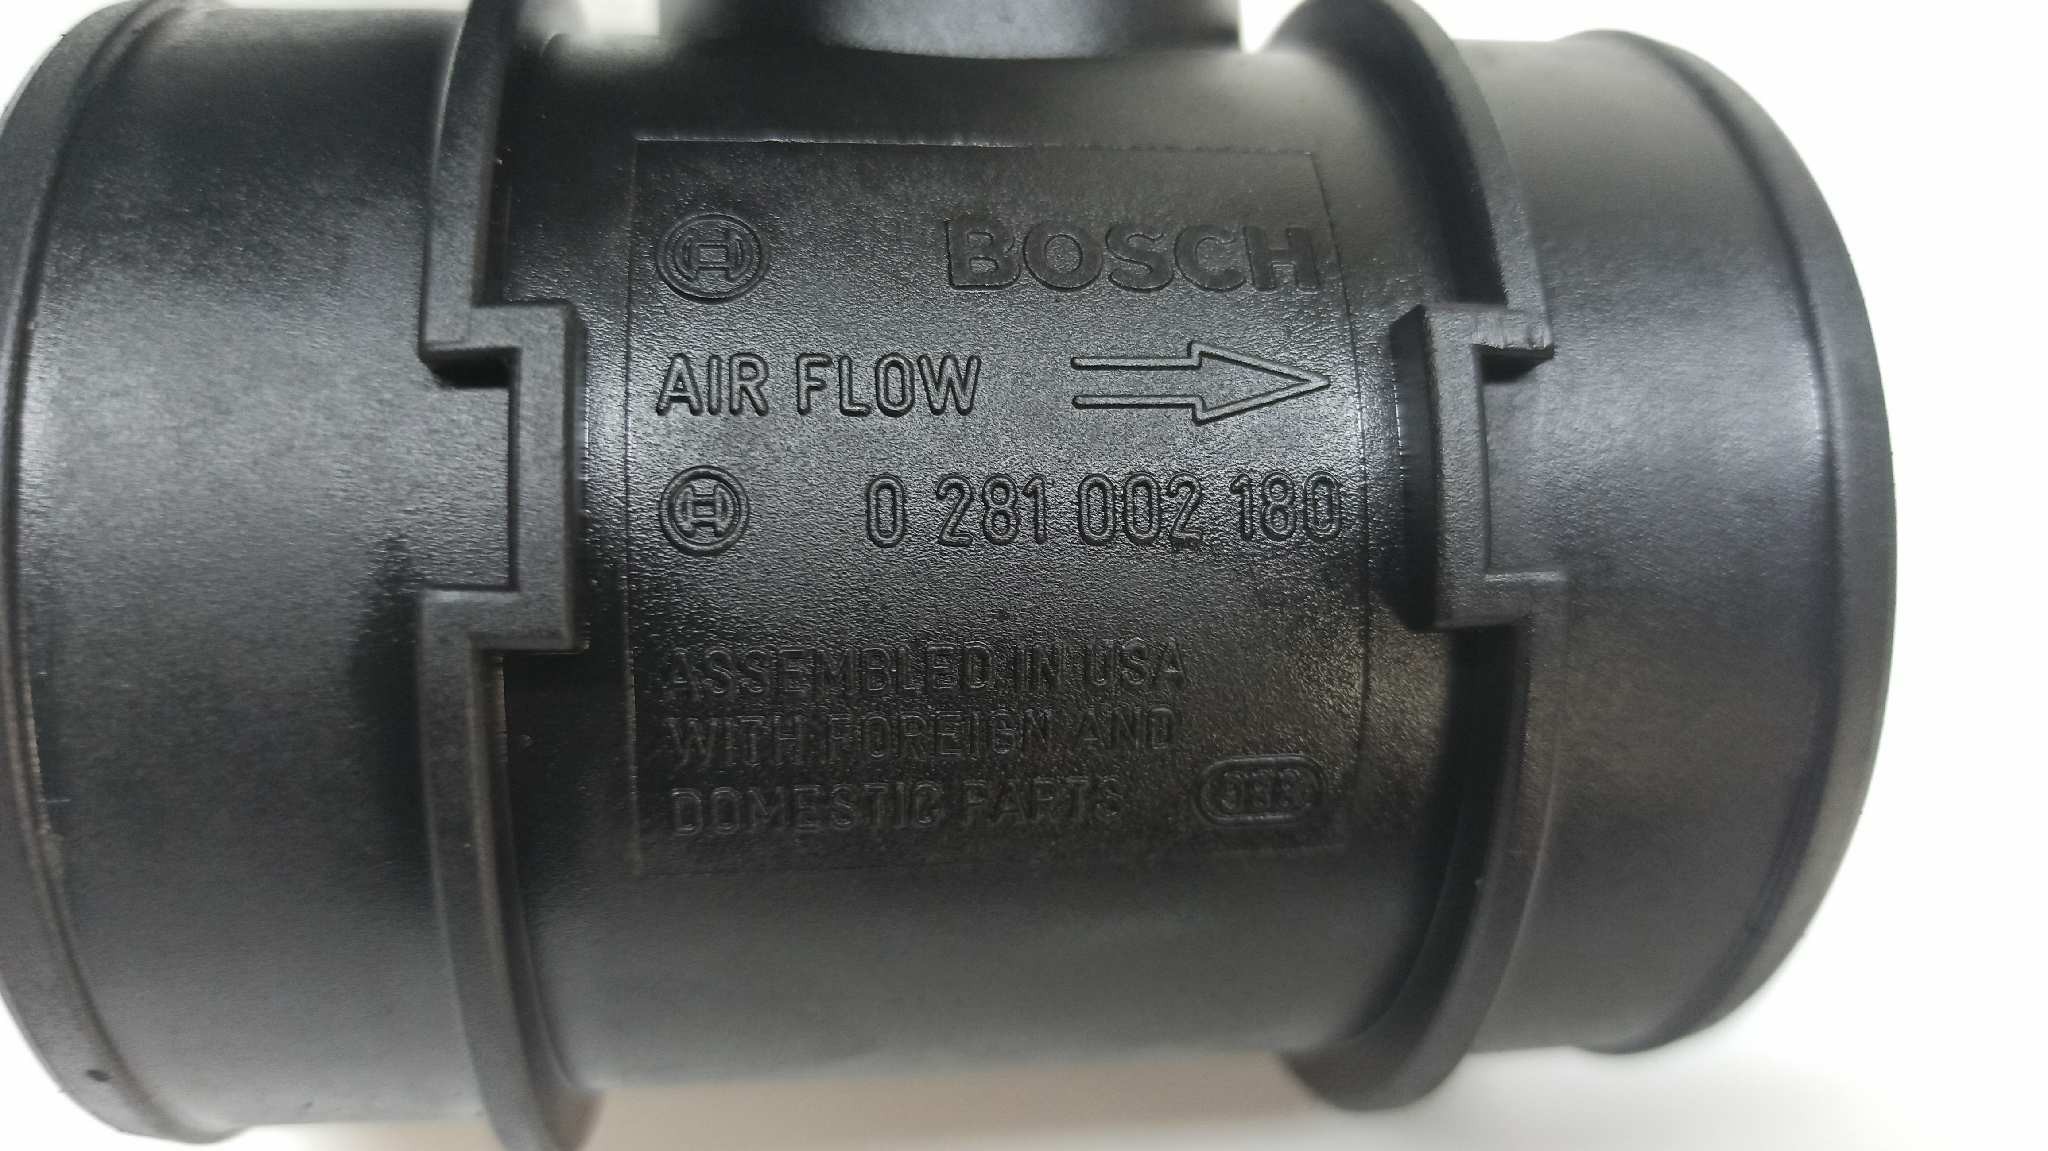 BOSCH
AIR FLOW
0 281 002 180
ASSEMBLED IN USA
WITH FOREIGN AND
DOMESTIC PARTS